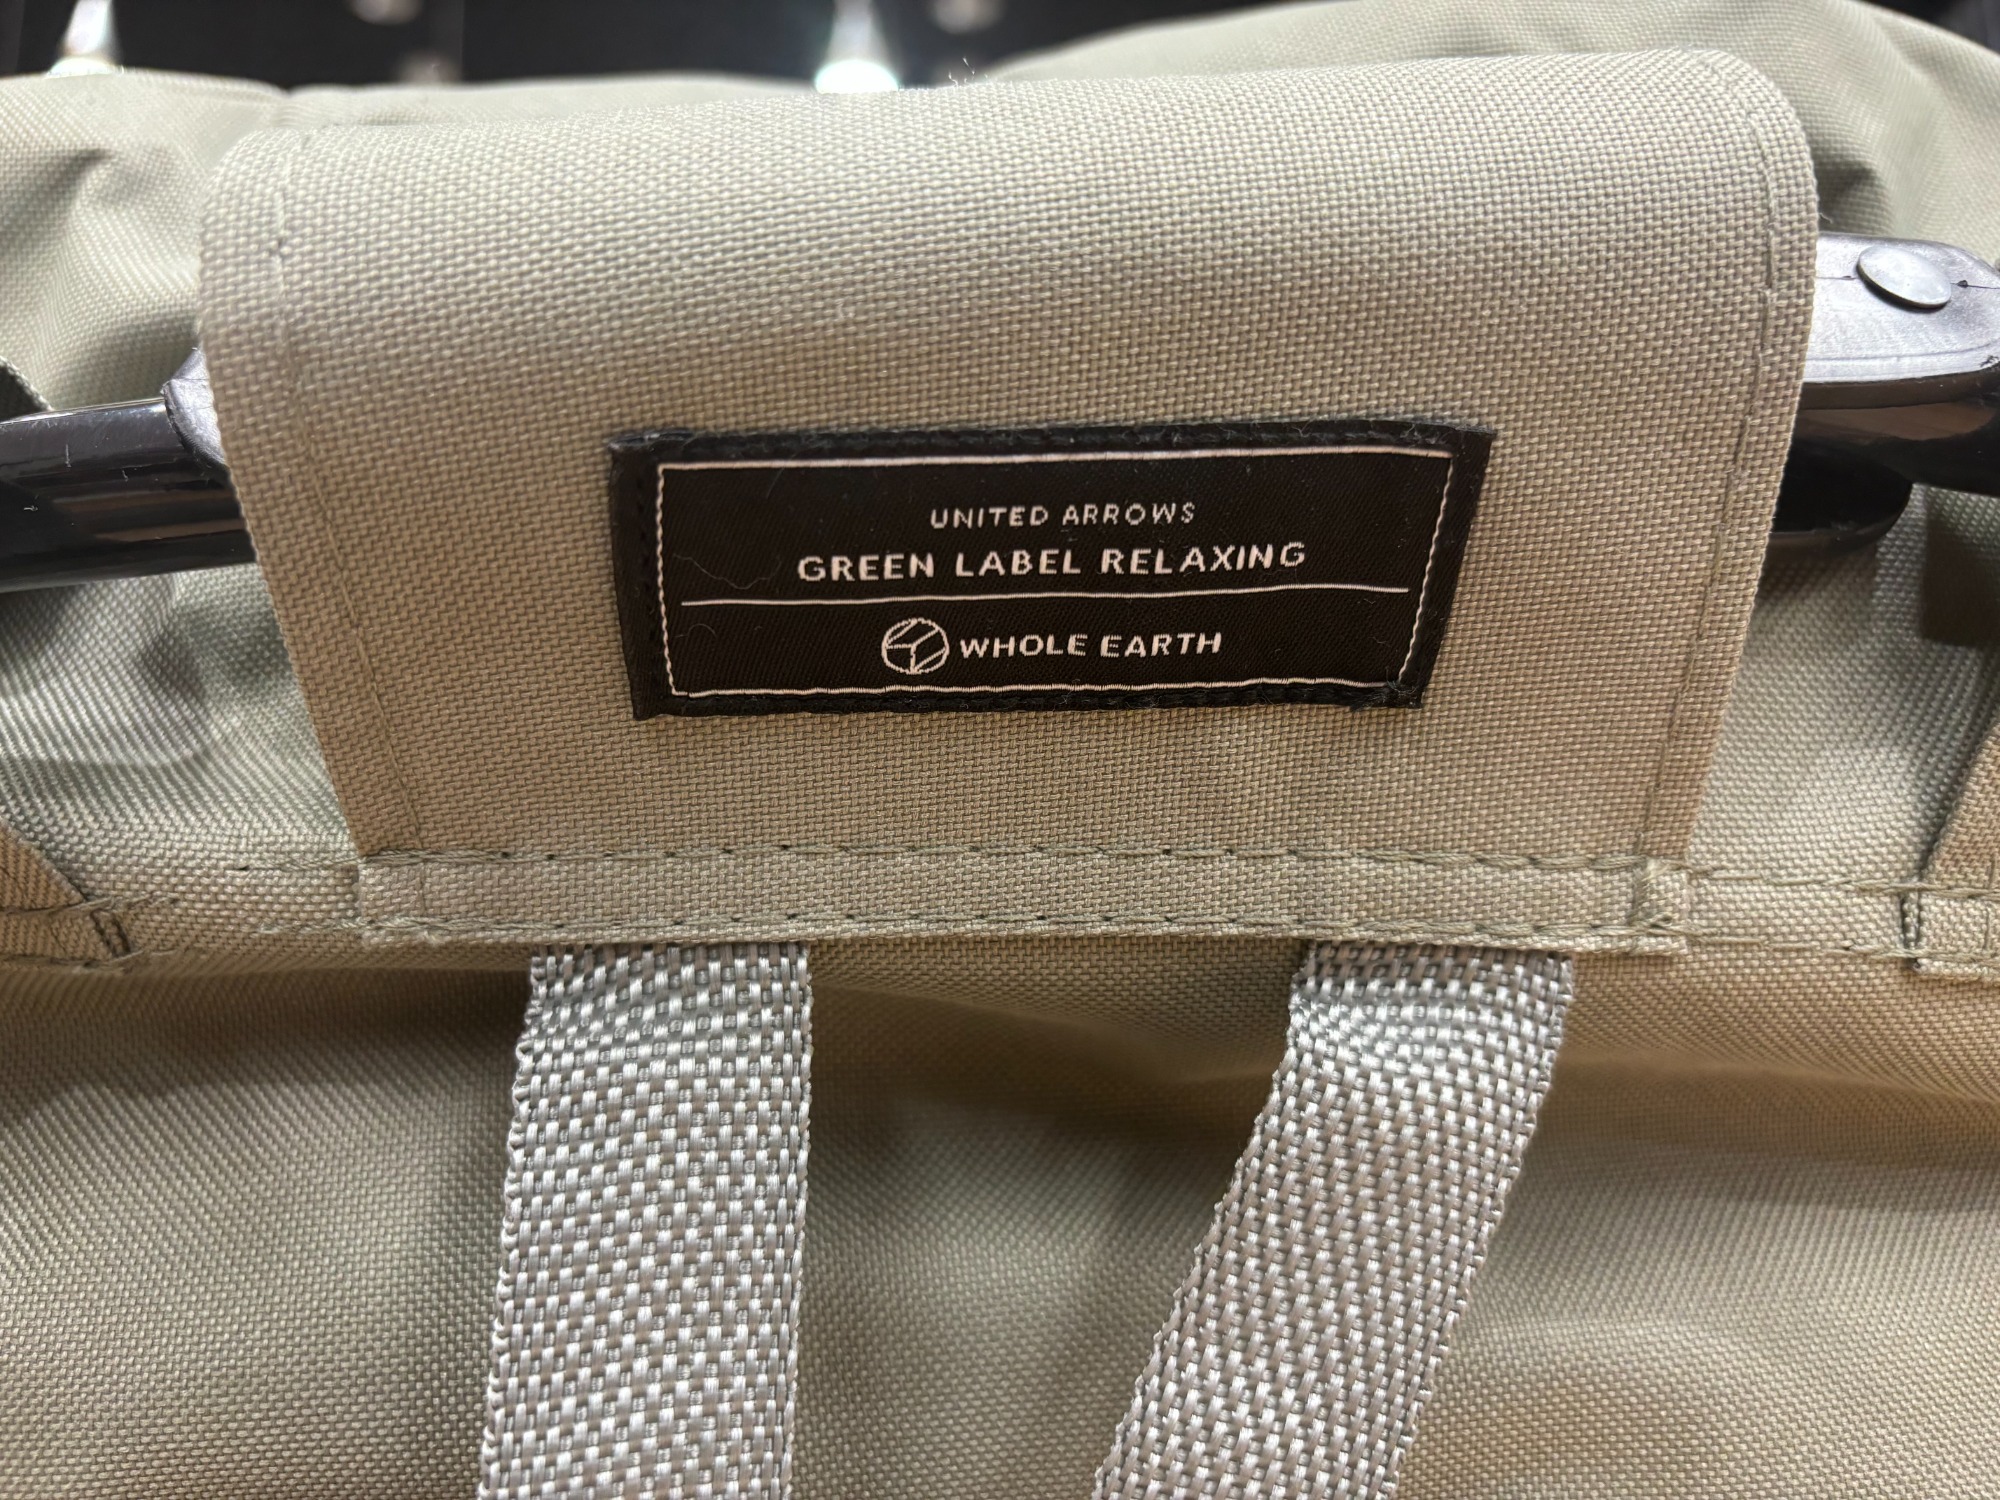 UNITED ARROWS
GREEN LABEL RELAXING
WHOLE EARTH